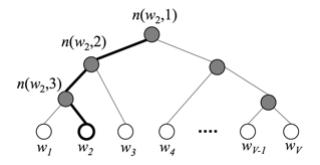 n(w₂,1)
n(w₂,2)
n(w₂,3)
w₁ w₂ w₃ w₄ .... w_{V-1} w_V